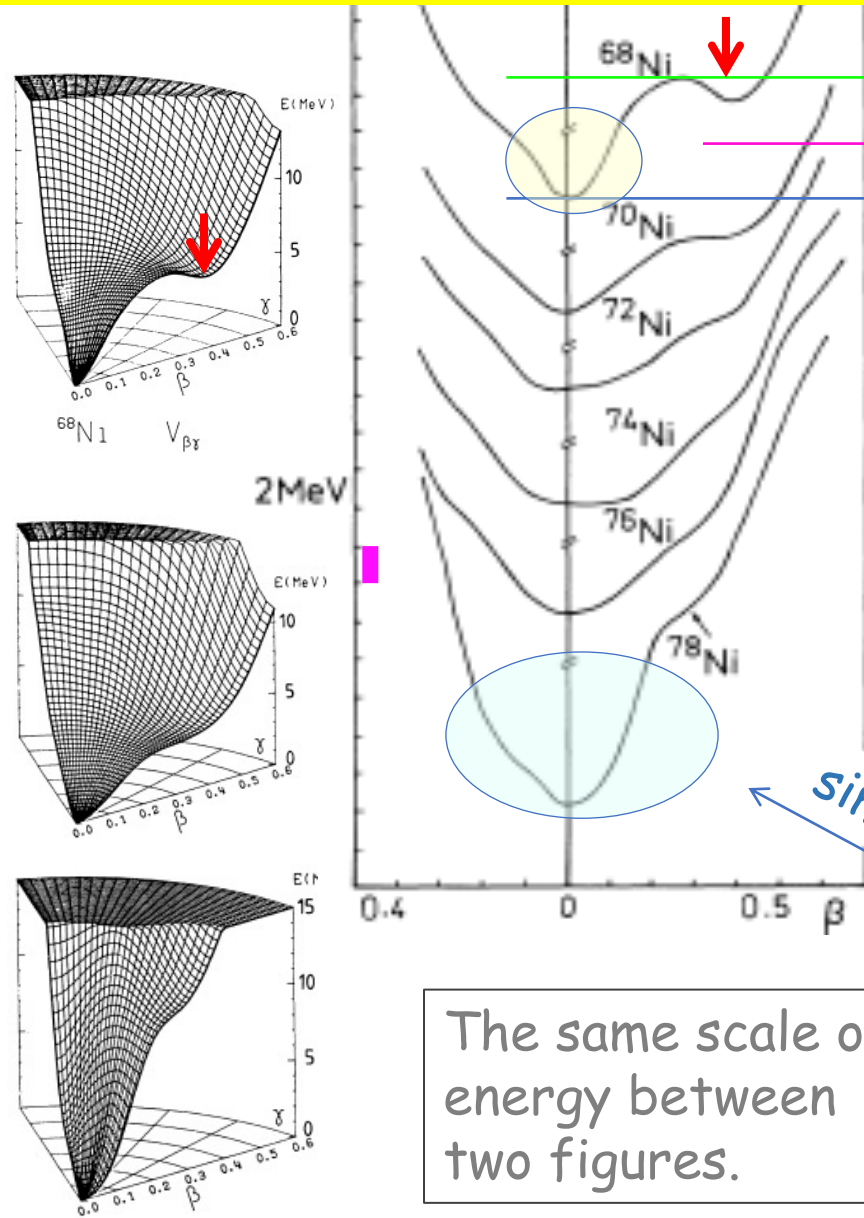 E(MeV)
10
5
γ
0
0.6
0.5
0.4
0.3
0.2
0.1
0.0
β
⁶⁸Ni
V_βγ
E(MeV)
10
5
γ
0
0.6
0.5
0.4
0.3
0.2
0.1
0.0
β
15
10
5
γ
0
0.6
0.5
0.4
0.3
0.2
0.1
0.0
β
⁶⁸Ni
⁷⁰Ni
⁷²Ni
⁷⁴Ni
2MeV
⁷⁶Ni
⁷⁸Ni
0.4
0
0.5
β
The same scale o
energy between
two figures.